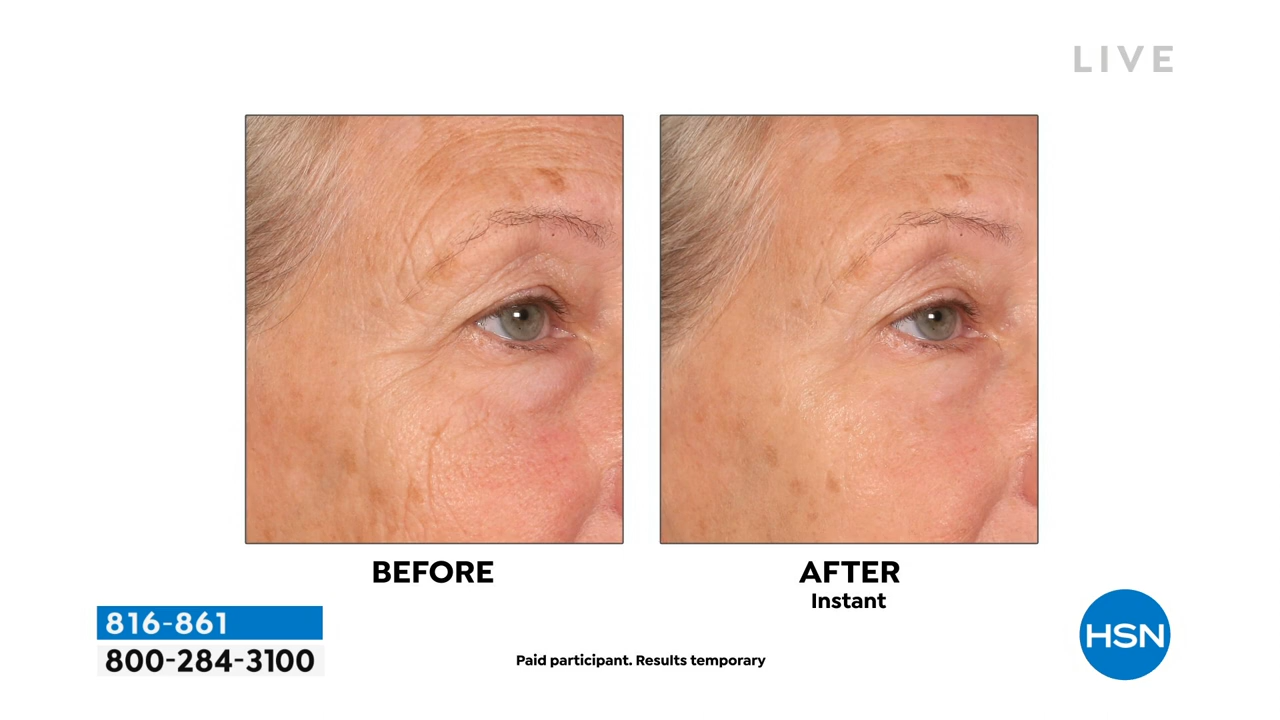 LIVE
BEFORE
AFTER
Instant
816-861
800-284-3100
Paid participant. Results temporary
HSN